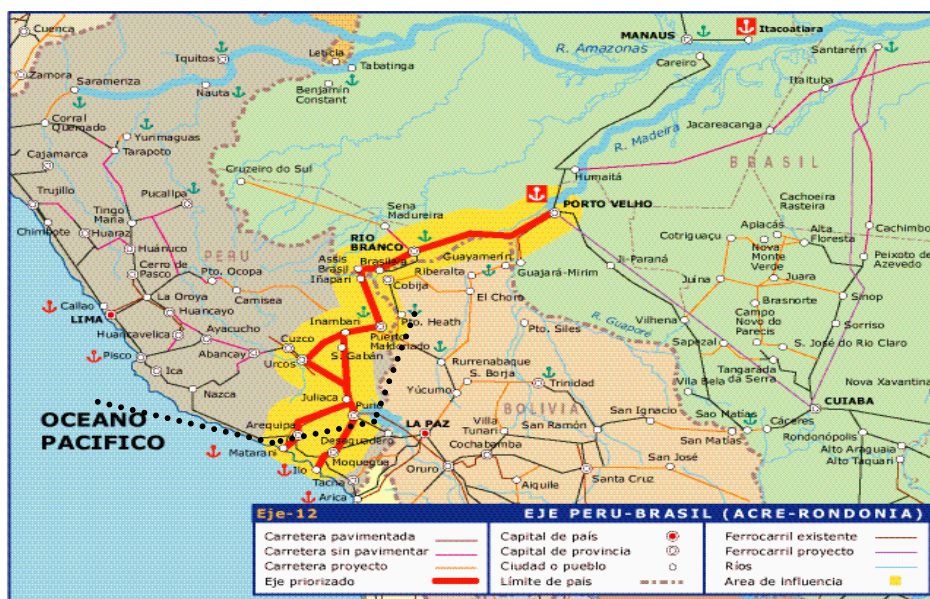 Cuenca
Zamora
Saramenza
Iquitos
Nauta
Leticia
Tabatinga
Benjamín
Constant
R. Amazonas
MANAUS
Careiro
Itacoatiara
Santarém
Itaituba
Jacareacanga
R. Madeira
BRASIL
Humaitá
Corral
Quemado
Yurimaguas
Tarapoto
Cajamarca
Pucallpa
Cruzeiro do Sul
Trujillo
Chimbote
Tingo
Maria
Huaraz
Huánuco
PERU
Cerro de
Pasco
Pto. Ocopa
Camisea
La Oroya
Huancayo
Callao
LIMA
Huancavelica
Ayacucho
Abancay
Pisco
Ica
Nazca
Sena
Madureira
RIO
BRANCO
Assis
Brasil
Brasileia
Iñapari
Cobija
PORTO VELHO
Guayamerín
Riberalta
Guajará-Mirim
El Choro
Inambari
Puerto
Maldonado
Pto. Heath
Cuzco
Urcos
S. Gabán
Juliaca
Puno
Rurrenabaque
S. Borja
Yúcumo
Trinidad
Pto. Siles
R. Guaporé
Ji-Paraná
Vilhena
Cotriguaçu
Juina
Apiacás
Nova
Monte
Verde
Cachoeira
Rasteira
Alta
Floresta
Juara
Brasnorte
Campo
Novo do
Parecis
Cachimbo
Peixoto de
Azevedo
Sinop
Sorriso
S. José do Rio Claro
Sapezal
Tangarada
da Serra
Vila Bela
Nova Xavantina
CUIABA
OCEANO
PACIFICO
Arequipa
Matarani
Ilo
Moquegua
Desaguadero
Tacna
Arica
LA PAZ
BOLIVIA
Villa
Tunari
San Ramón
Cochabamba
Oruro
Aiquile
Santa Cruz
San Ignacio
San José
Sao Matias
San Matias
Cáceres
Rondonópolis
Alto Araguaia
Alto Taquari
Eje-12
EJE PERU-BRASIL (ACRE-RONDONIA)
Carretera pavimentada
Carretera sin pavimentar
Carretera proyecto
Eje priorizado
Capital de país
Capital de provincia
Ciudad o pueblo
Límite de país
Ferrocarril existente
Ferrocarril proyecto
Ríos
Area de influencia